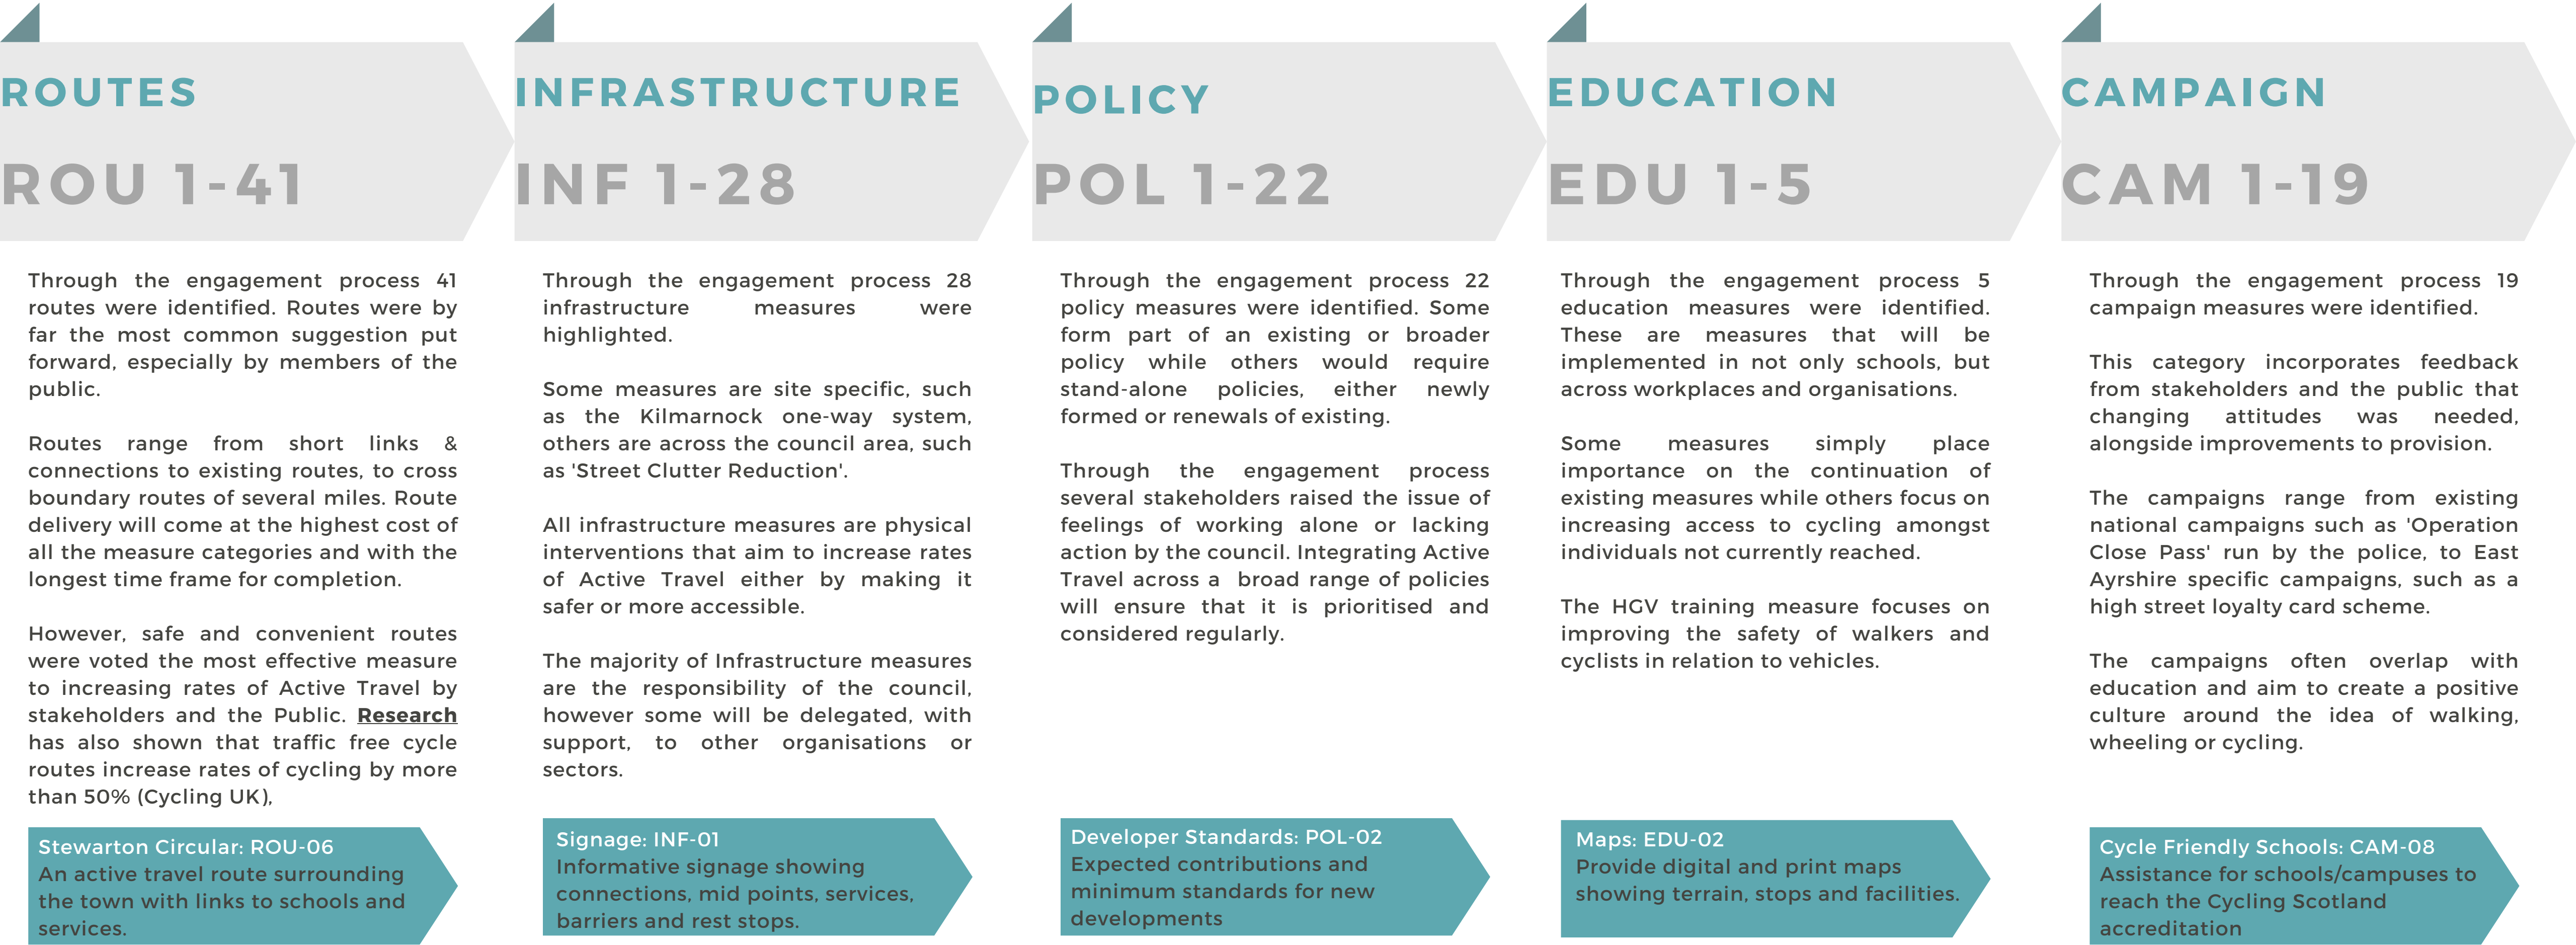 ROUTES
ROU 1-41
Through the engagement process 41
routes were identified. Routes were by
far the most common suggestion put
forward, especially by members of the
public.
Routes range from short links &
connections to existing routes, to cross
boundary routes of several miles. Route
delivery will come at the highest cost of
all the measure categories and with the
longest time frame for completion.
However, safe and convenient routes
were voted the most effective measure
to increasing rates of Active Travel by
stakeholders and the Public. Research
has also shown that traffic free cycle
routes increase rates of cycling by more
than 50% (Cycling UK),
Stewarton Circular: ROU-06
An active travel route surrounding
the town with links to schools and
services.
INFRASTRUCTURE
INF 1-28
Through the engagement process 28
infrastructure measures were
highlighted.
Some measures are site specific, such
as the Kilmarnock one-way system,
others are across the council area, such
as 'Street Clutter Reduction'.
All infrastructure measures are physical
interventions that aim to increase rates
of Active Travel either by making it
safer or more accessible.
The majority of Infrastructure measures
are the responsibility of the council,
however some will be delegated, with
support, to other organisations or
sectors.
Signage: INF-01
Informative signage showing
connections, mid points, services,
barriers and rest stops.
POLICY
POL 1-22
Through the engagement process 22
policy measures were identified. Some
form part of an existing or broader
policy while others would require
stand-alone policies, either newly
formed or renewals of existing.
Through the engagement process
several stakeholders raised the issue of
feelings of working alone or lacking
action by the council. Integrating Active
Travel across a broad range of policies
will ensure that it is prioritised and
considered regularly.
Developer Standards: POL-02
Expected contributions and
minimum standards for new
developments
EDUCATION
EDU 1-5
Through the engagement process 5
education measures were identified.
These are measures that will be
implemented in not only schools, but
across workplaces and organisations.
Some measures simply place
importance on the continuation of
existing measures while others focus on
increasing access to cycling amongst
individuals not currently reached.
The HGV training measure focuses on
improving the safety of walkers and
cyclists in relation to vehicles.
Maps: EDU-02
Provide digital and print maps
showing terrain, stops and facilities.
CAMPAIGN
CAM 1-19
Through the engagement process 19
campaign measures were identified.
This category incorporates feedback
from stakeholders and the public that
changing attitudes was needed,
alongside improvements to provision.
The campaigns range from existing
national campaigns such as 'Operation
Close Pass' run by the police, to East
Ayrshire specific campaigns, such as a
high street loyalty card scheme.
The campaigns often overlap with
education and aim to create a positive
culture around the idea of walking,
wheeling or cycling.
Cycle Friendly Schools: CAM-08
Assistance for schools/campuses to
reach the Cycling Scotland
accreditation